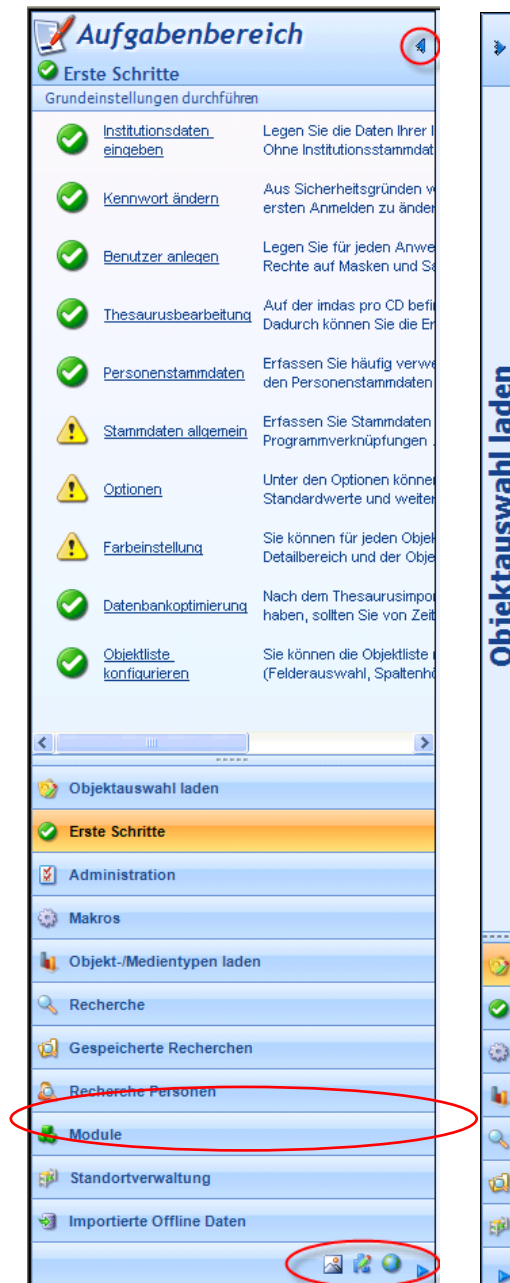 Aufgabenbereich
Erste Schritte
Grundeinstellungen durchführen
Institutionsdaten eingeben
Legen Sie die Daten Ihrer
Ohne Institutionsstammdat
Kennwort ändern
Aus Sicherheitsgründen
ersten Anmelden zu änder
Benutzer anlegen
Legen Sie für jeden Anwe
Rechte auf Masken und
Thesaurusbearbeitung
Auf der imdas pro CD befi
Dadurch können Sie die Er
Personenstammdaten
Erfassen Sie häufig verwe
den Personenstammdaten
Stammdaten allgemein
Erfassen Sie Stammdaten
Programmverknüpfungen .
Optionen
Unter den Optionen könne
Standardwerte und weiter
Farbeinstellung
Sie können für jeden Objek
Detailbereich und der Obje
Datenbankoptimierung
Nach dem Thesaurusimpo
haben, sollten Sie von Zeit
Objektliste konfigurieren
Sie können die Objektliste
(Felderauswahl, Spaltenhö
Objektauswahl laden
Erste Schritte
Administration
Makros
Objekt-/Medientypen laden
Recherche
Gespeicherte Recherchen
Recherche Personen
Module
Standortverwaltung
Importierte Offline Daten
Objektauswahl laden